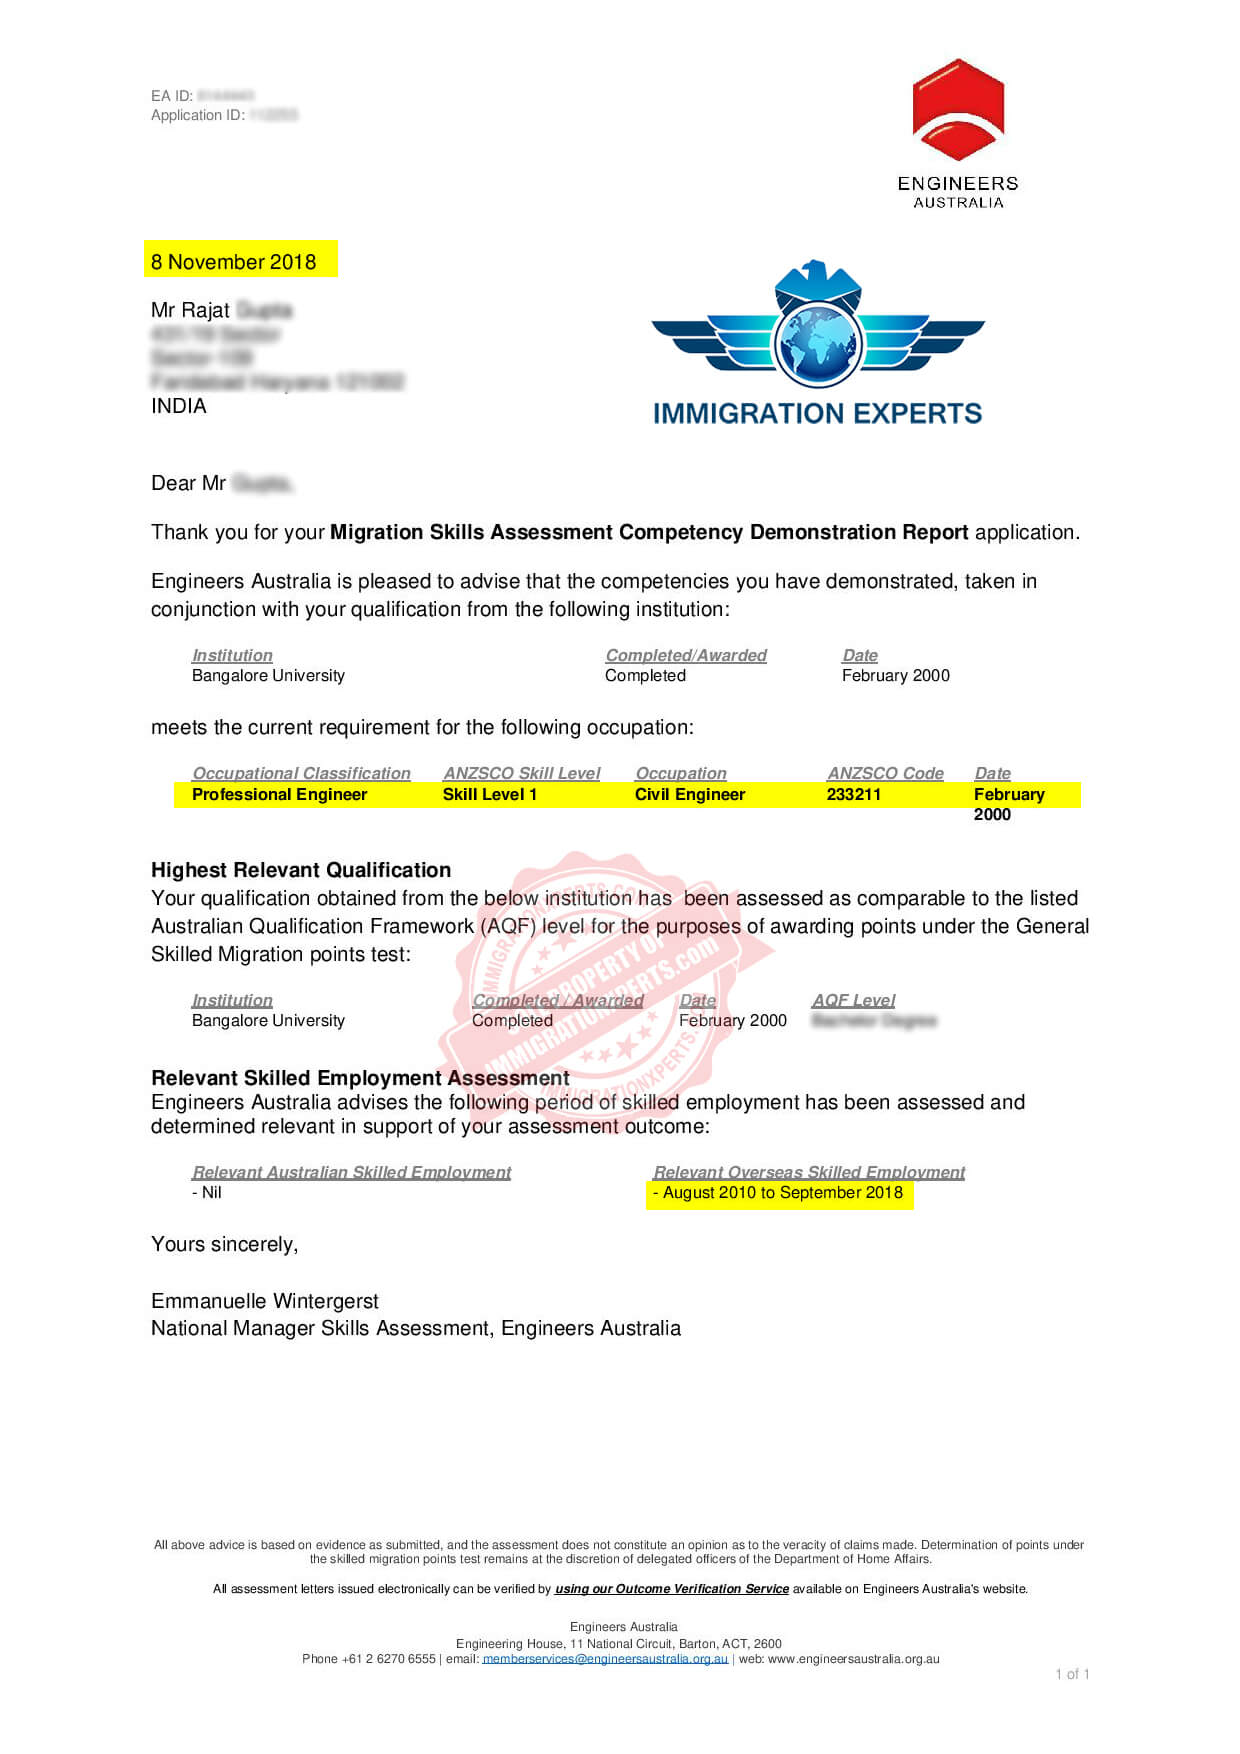 EA ID:
Application ID:
ENGINEERS
AUSTRALIA
8 November 2018
Mr Rajat
INDIA
IMMIGRATION EXPERTS
Dear Mr
Thank you for your Migration Skills Assessment Competency Demonstration Report application.
Engineers Australia is pleased to advise that the competencies you have demonstrated, taken in
conjunction with your qualification from the following institution:
Institution Completed/Awarded Date
Bangalore University Completed February 2000
meets the current requirement for the following occupation:
Occupational Classification ANZSCO Skill Level Occupation ANZSCO Code Date
Professional Engineer Skill Level 1 Civil Engineer 233211 February
2000
Highest Relevant Qualification
Your qualification obtained from the below institution has been assessed as comparable to the listed
Australian Qualification Framework (AQF) level for the purposes of awarding points under the General
Skilled Migration points test:
Institution Completed / Awarded Date AQF Level
Bangalore University Completed February 2000
IMMIGRATIONXPERTS.COM
PROPERTY OF
IMMIGRATIONXPERTS.com
IMMIGRATIONXPERTS.COM
Relevant Skilled Employment Assessment
Engineers Australia advises the following period of skilled employment has been assessed and
determined relevant in support of your assessment outcome:
Relevant Australian Skilled Employment Relevant Overseas Skilled Employment
- Nil - August 2010 to September 2018
Yours sincerely,
Emmanuelle Wintergerst
National Manager Skills Assessment, Engineers Australia
All above advice is based on evidence as submitted, and the assessment does not constitute an opinion as to the veracity of claims made. Determination of points under
the skilled migration points test remains at the discretion of delegated officers of the Department of Home Affairs.
All assessment letters issued electronically can be verified by using our Outcome Verification Service available on Engineers Australia's website.
Engineers Australia
Engineering House, 11 National Circuit, Barton, ACT, 2600
Phone +61 2 6270 6555 | email: memberservices@engineersaustralia.org.au | web: www.engineersaustralia.org.au
1 of 1